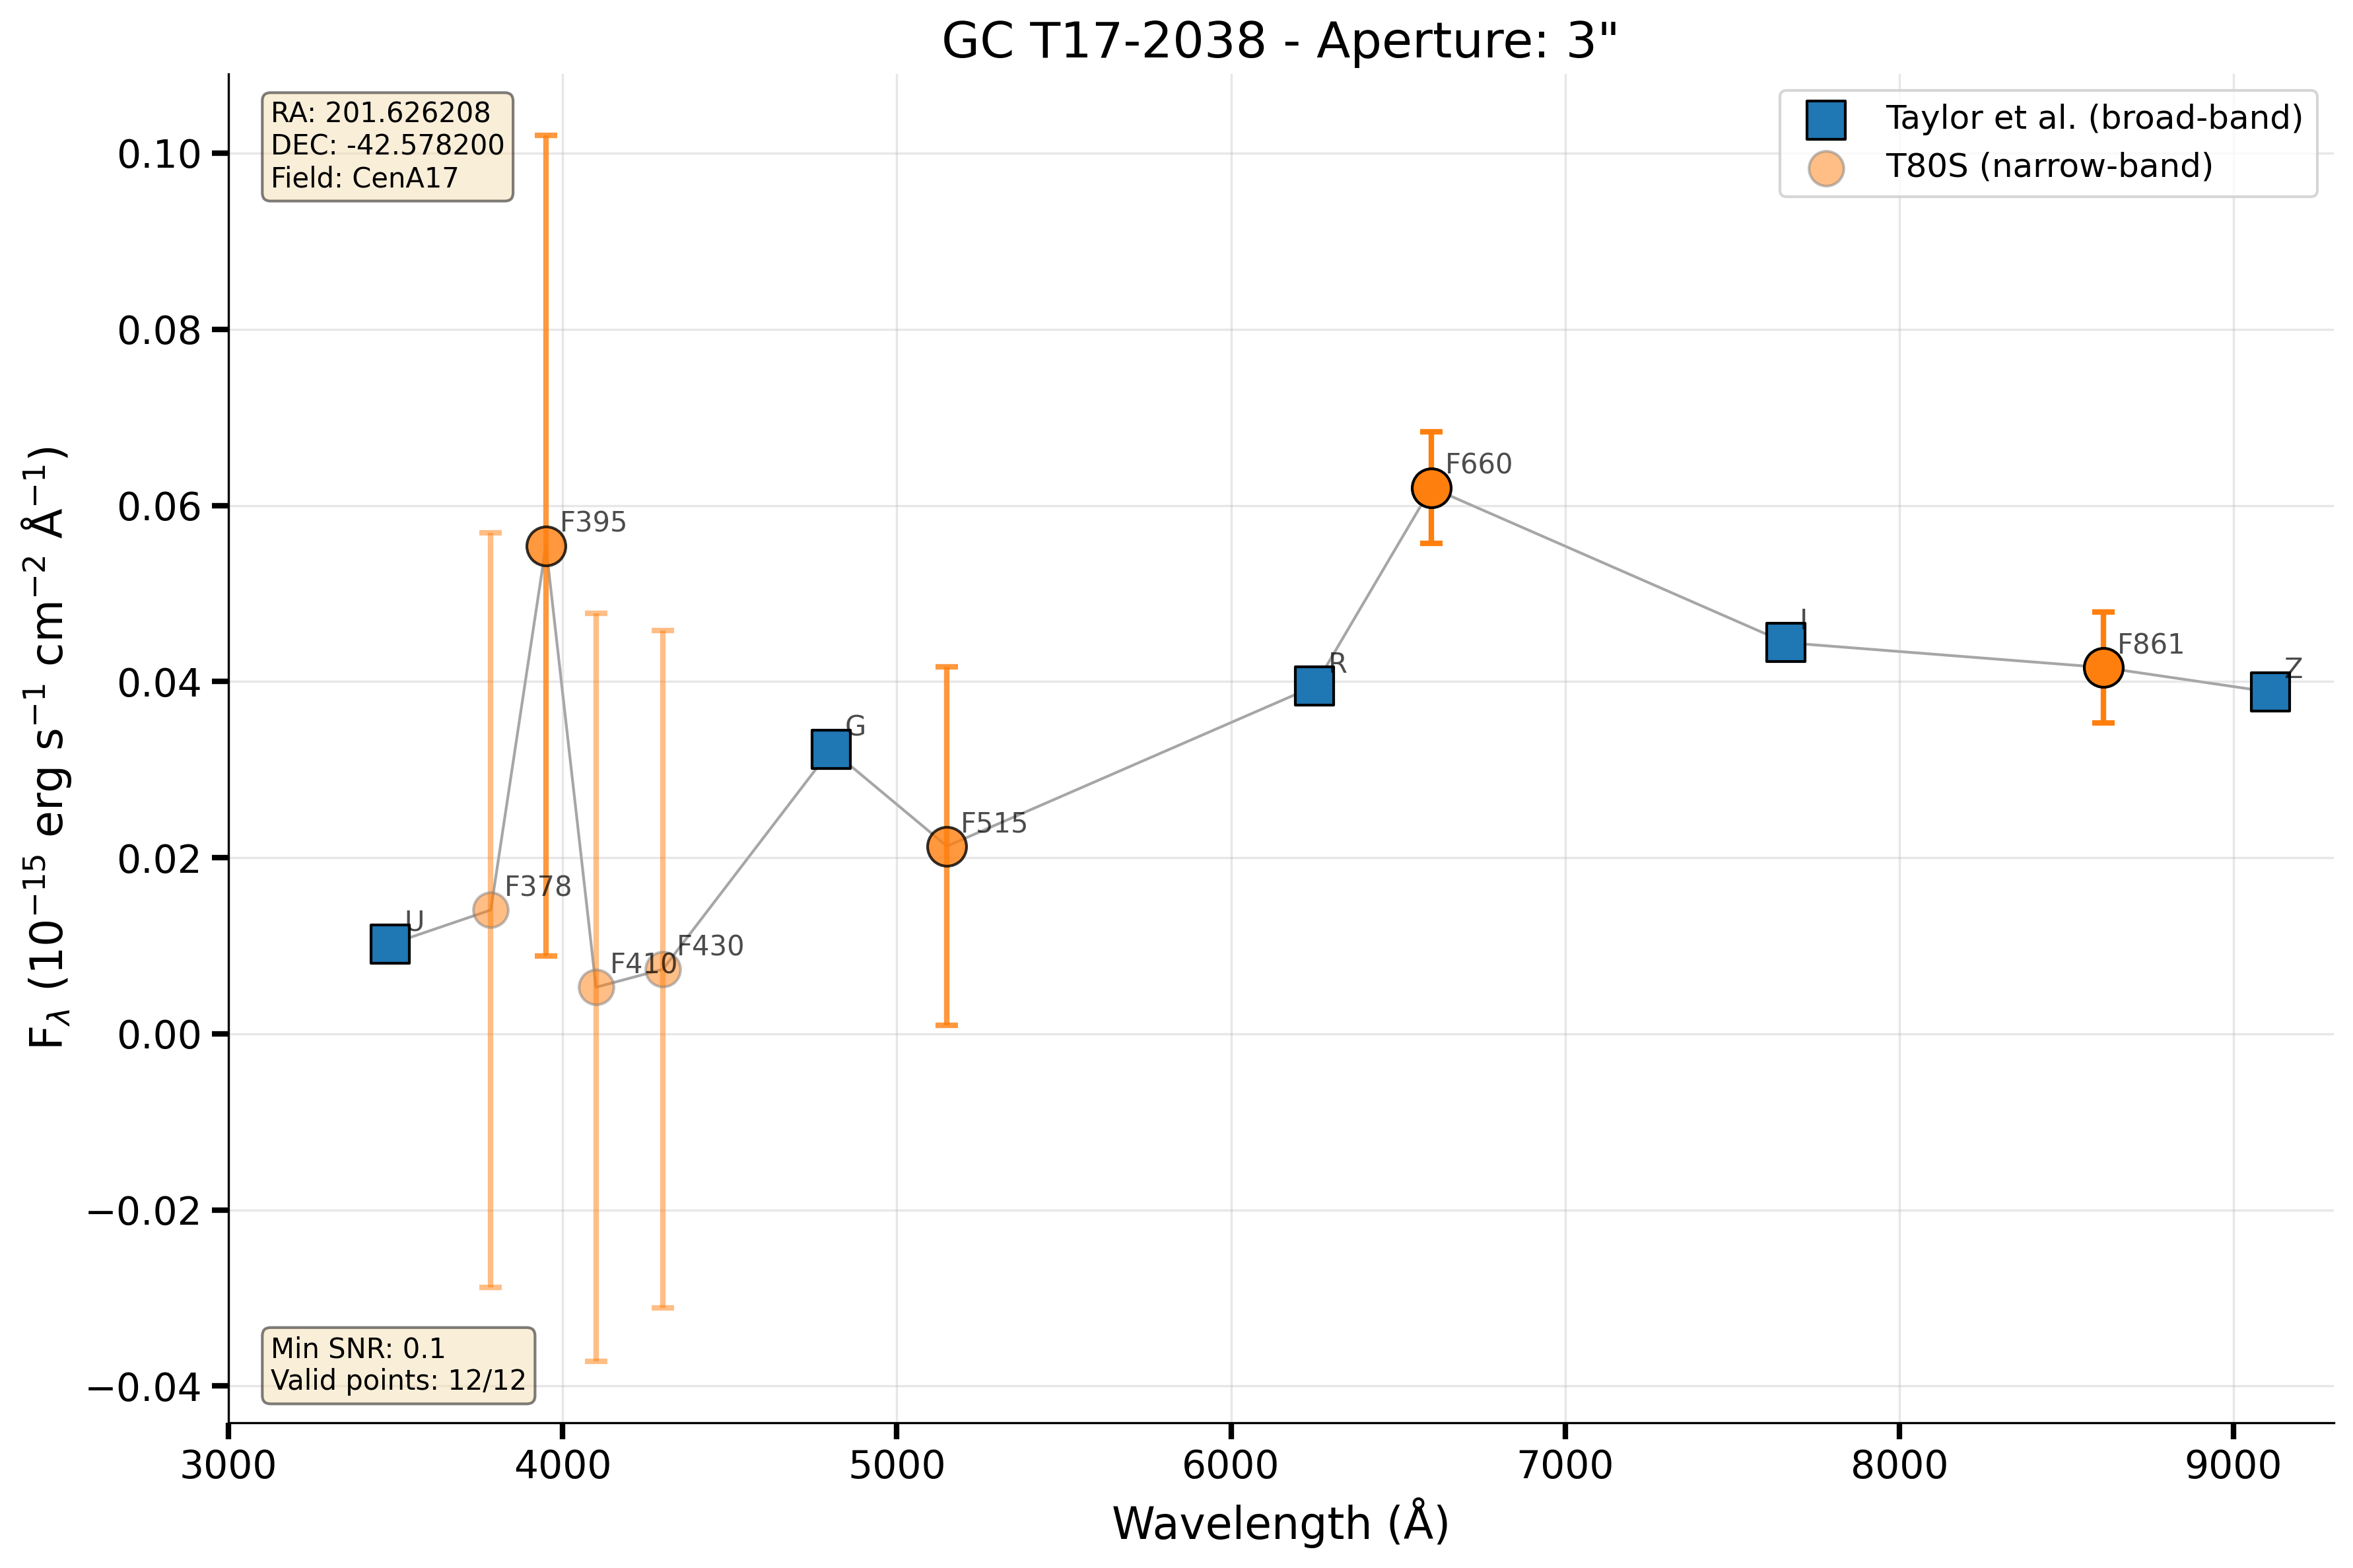 GC T17-2038 - Aperture: 3"
RA: 201.626208
DEC: -42.578200
Field: CenA17
Taylor et al. (broad-band)
T80S (narrow-band)
0.10
0.08
0.06
0.04
0.02
0.00
−0.02
−0.04
F$_λ$ (10$^{−15}$ erg s$^{−1}$ cm$^{−2}$ Å$^{−1}$)
U
F378
F395
F410
F430
G
F515
R
F660
I
F861
Z
Min SNR: 0.1
Valid points: 12/12
3000 4000 5000 6000 7000 8000 9000
Wavelength (Å)